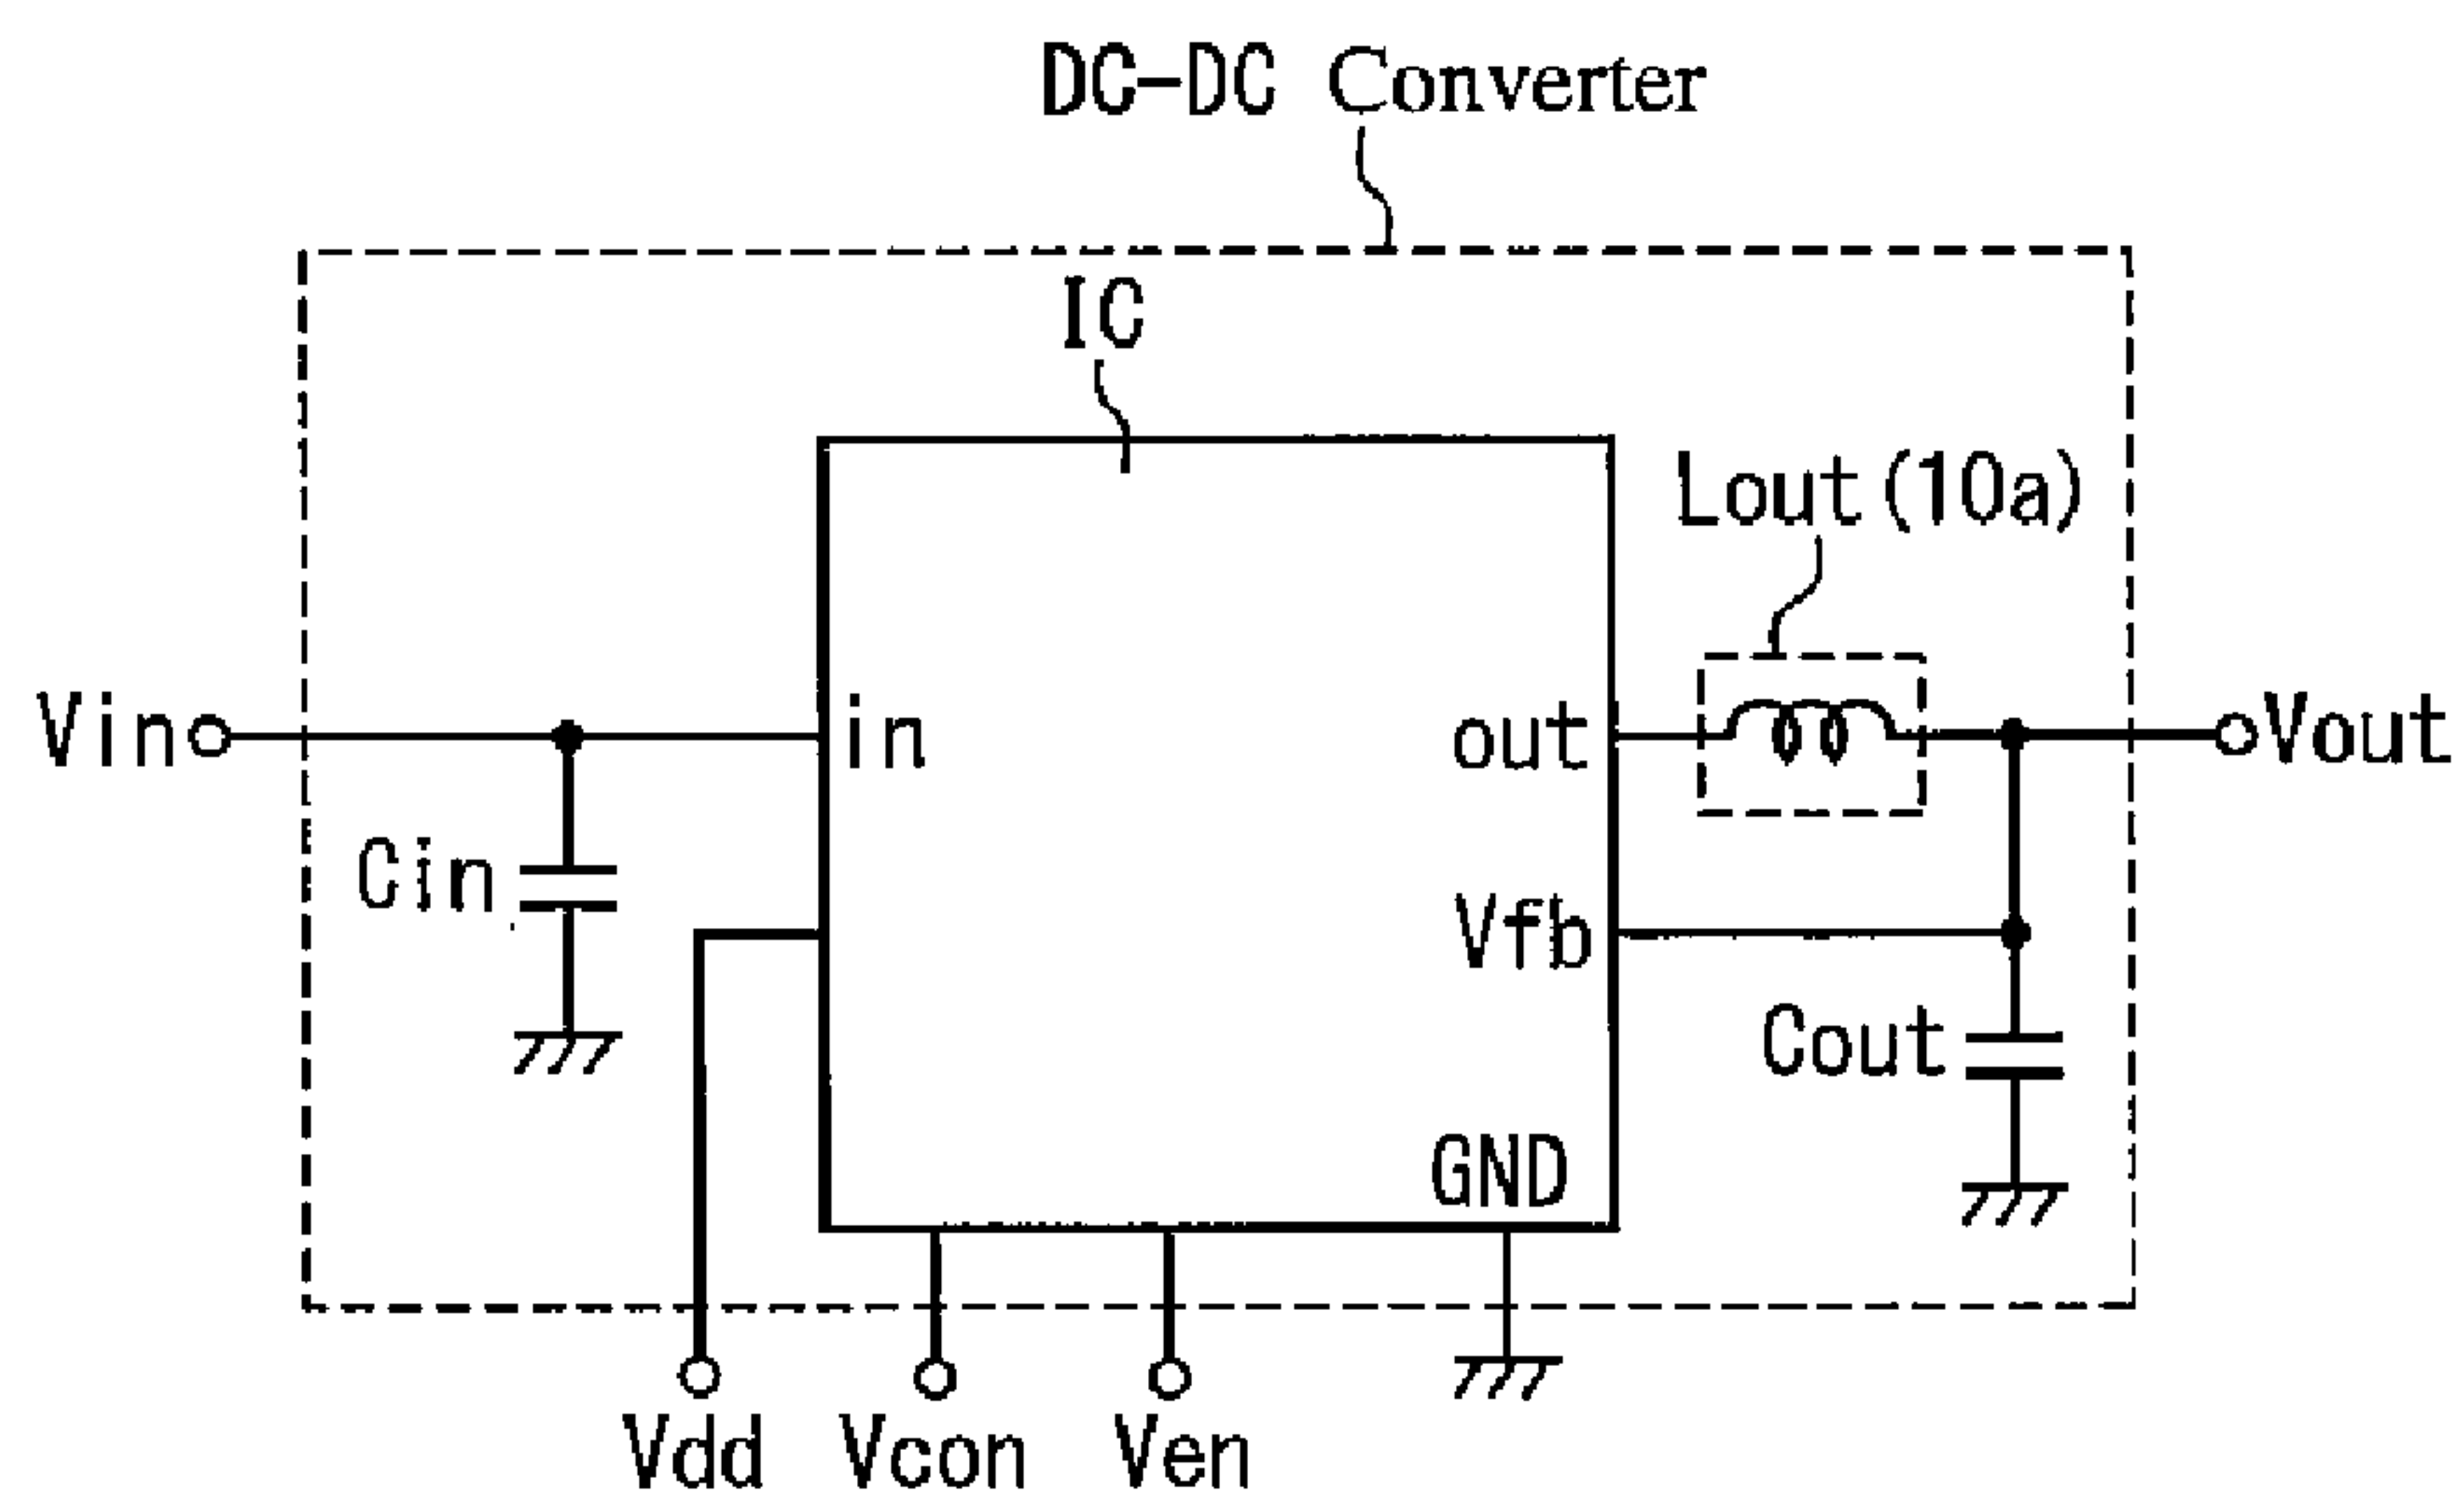 DC-DC Converter
IC
Lout(10a)
Vin
in
out
Vout
Cin
Vfb
Cout
GND
Vdd
Vcon
Ven